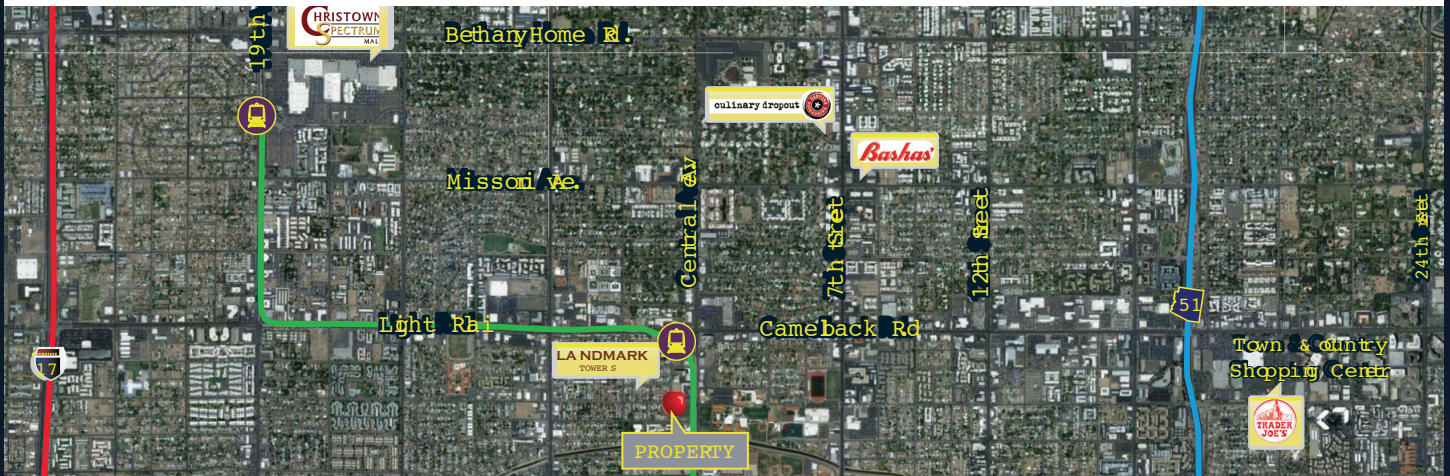 CHRISTOWN
SPECTRUM
MALL
19th
Bethany Home Rd.
culinary dropout
Bashas'
Missouri Ave.
Central Av
7th Street
12th Street
24th Street
51
Light Rail
Camelback Rd
LANDMARK
TOWERS
17
Town & Country
Shopping Center
TRADER
JOE'S
PROPERTY